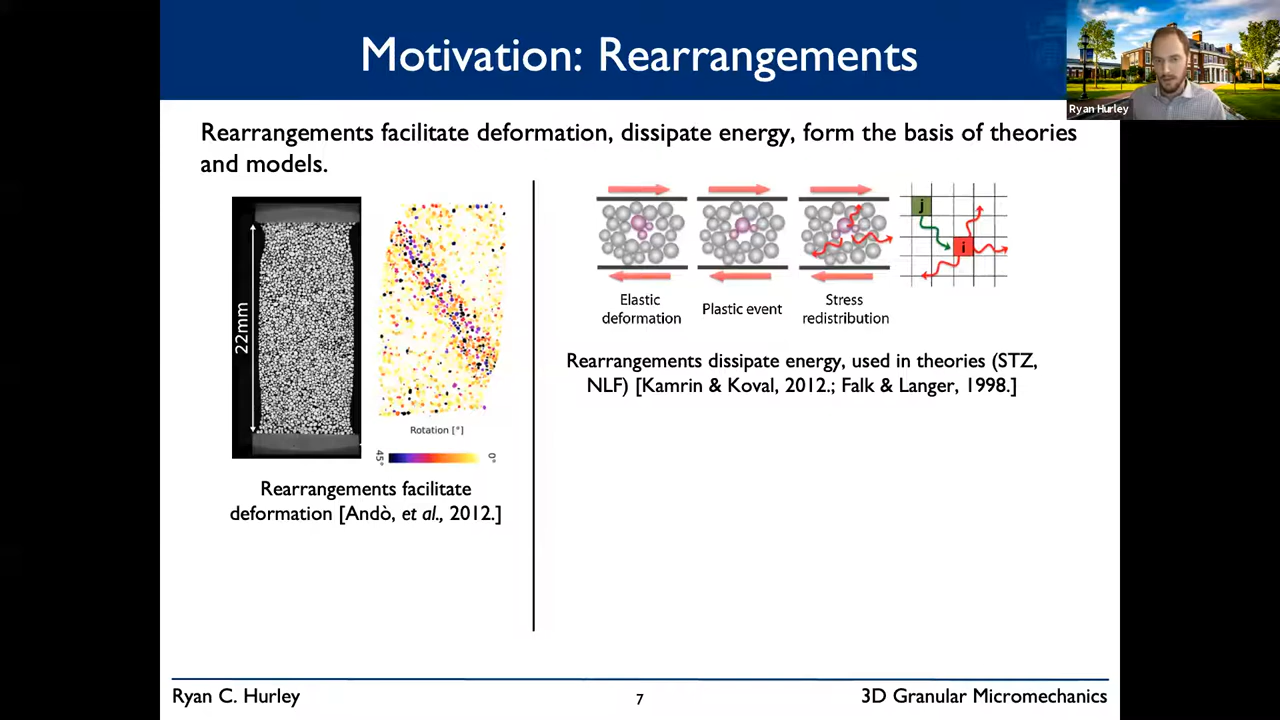 Motivation: Rearrangements
Ryan Hurley
Rearrangements facilitate deformation, dissipate energy, form the basis of theories
and models.
22mm
Rotation [°]
45°
0°
Rearrangements facilitate
deformation [Andò, et al., 2012.]
j
i
Elastic
deformation
Plastic event
Stress
redistribution
Rearrangements dissipate energy, used in theories (STZ,
NLF) [Kamrin & Koval, 2012.; Falk & Langer, 1998.]
Ryan C. Hurley
7
3D Granular Micromechanics